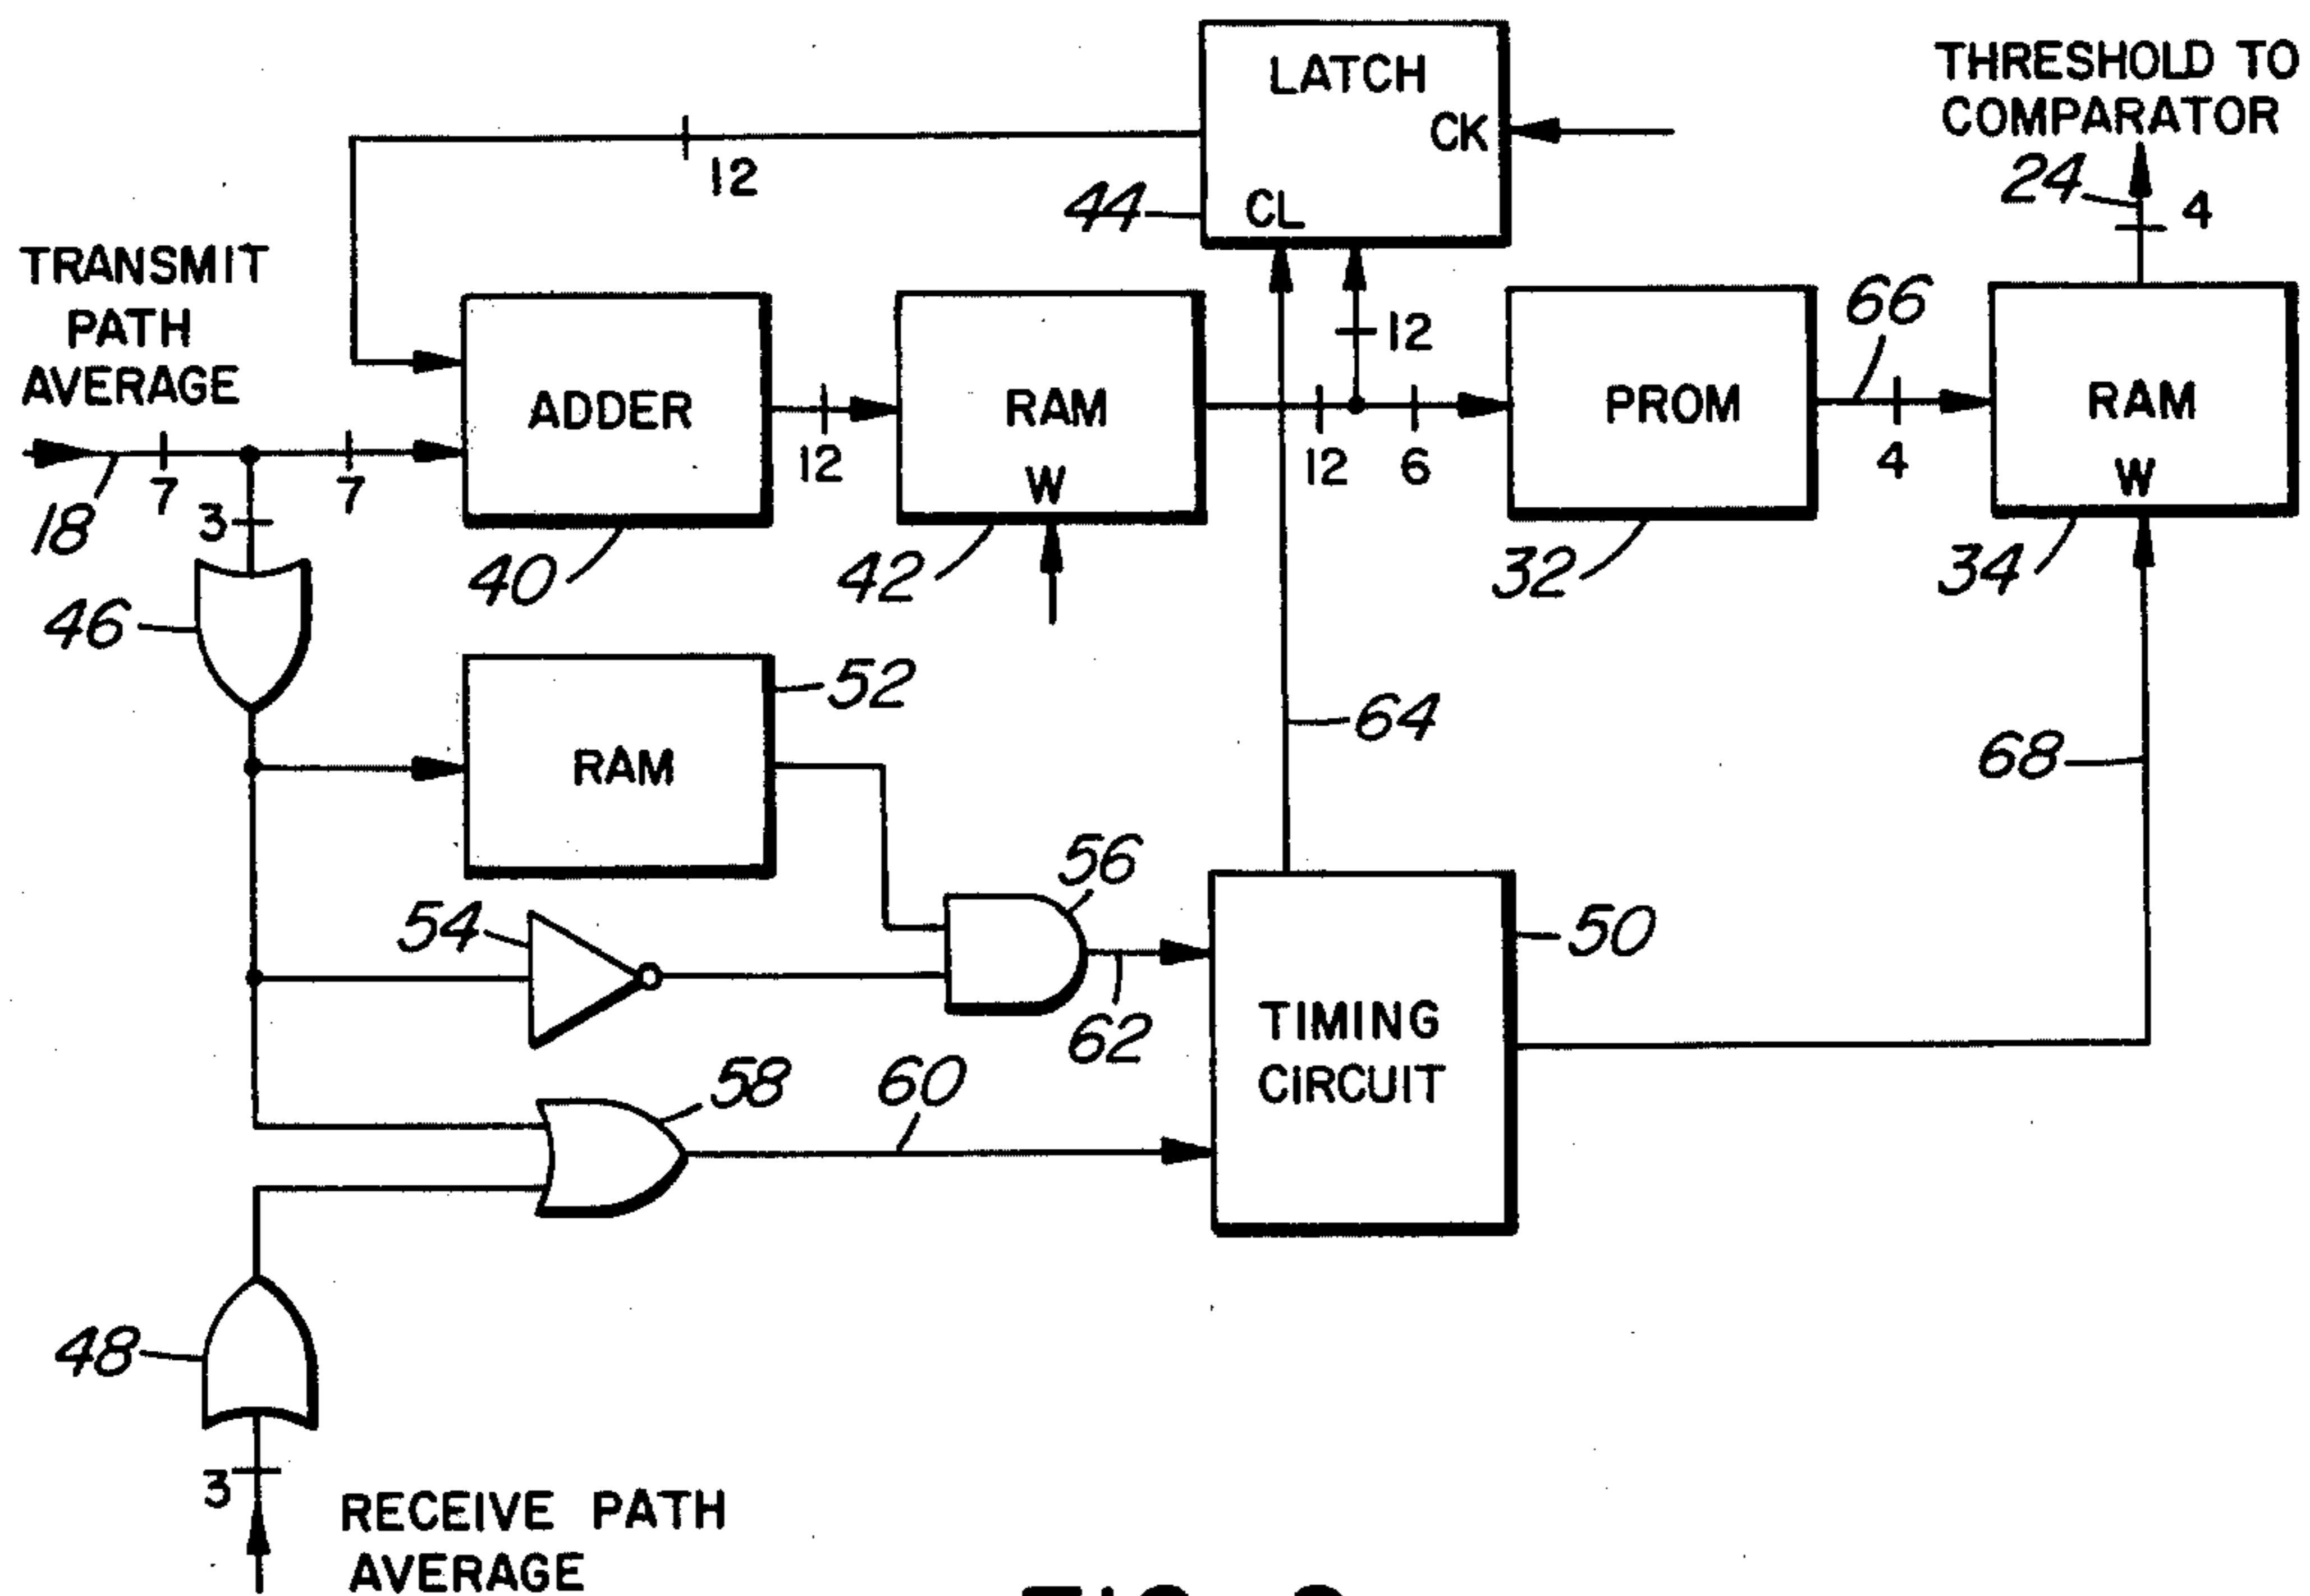 LATCH
CK
CL
44
12
THRESHOLD TO
COMPARATOR
24
4
TRANSMIT
PATH
AVERAGE
18
7
7
3
ADDER
40
12
RAM
W
42
12
12
6
PROM
32
66
4
RAM
W
34
46
RAM
52
64
68
54
56
62
TIMING
CIRCUIT
50
58
60
48
3
RECEIVE PATH
AVERAGE